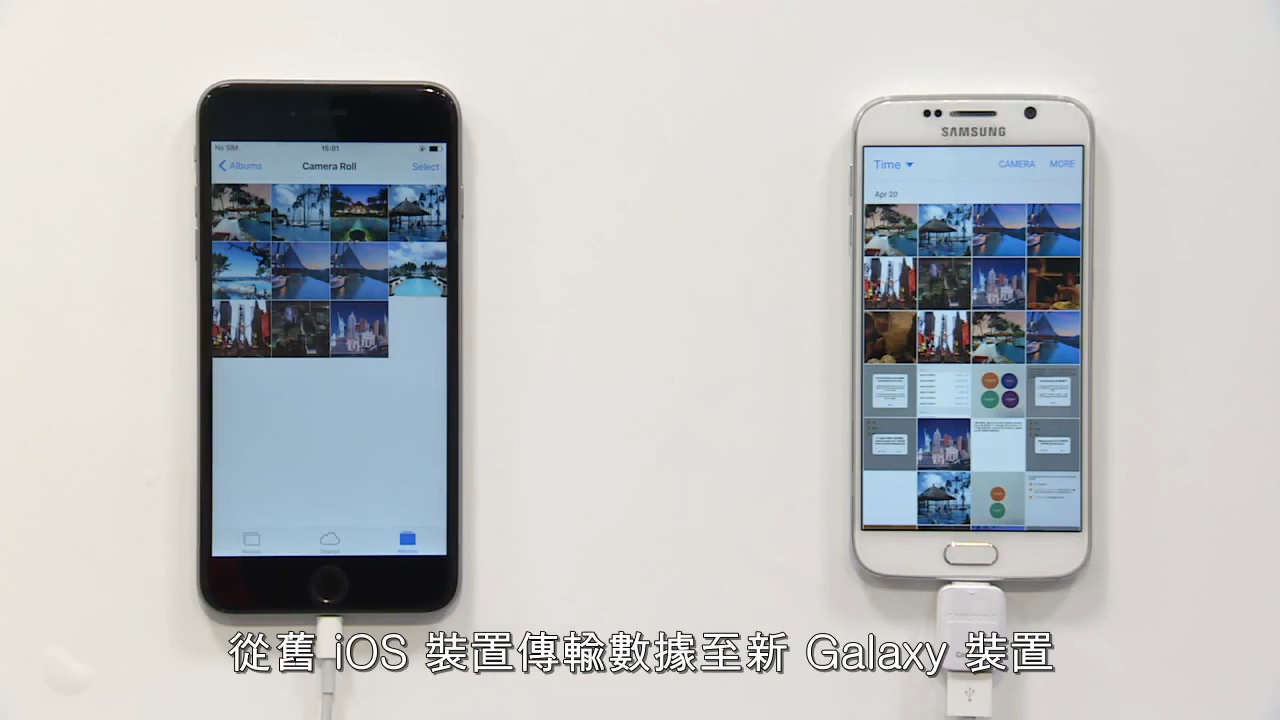 No SIM
15:01
Albums
Camera Roll
Select
SAMSUNG
Time
CAMERA
MORE
Apr 20
從舊 iOS 裝置傳輸數據至新 Galaxy 裝置